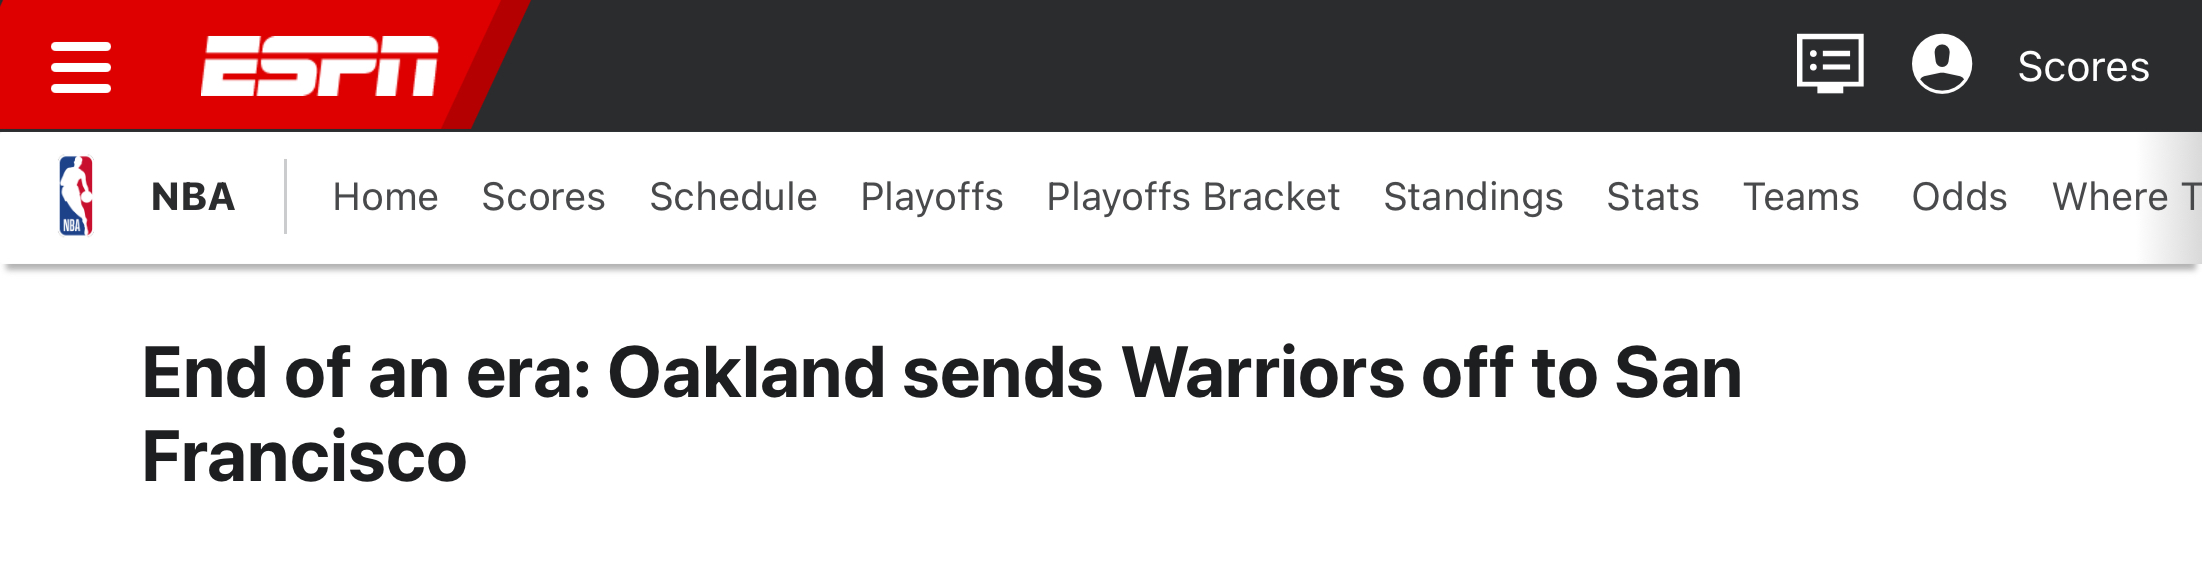 ESPN Scores
NBA NBA Home Scores Schedule Playoffs Playoffs Bracket Standings Stats Teams Odds Where T
End of an era: Oakland sends Warriors off to San
Francisco